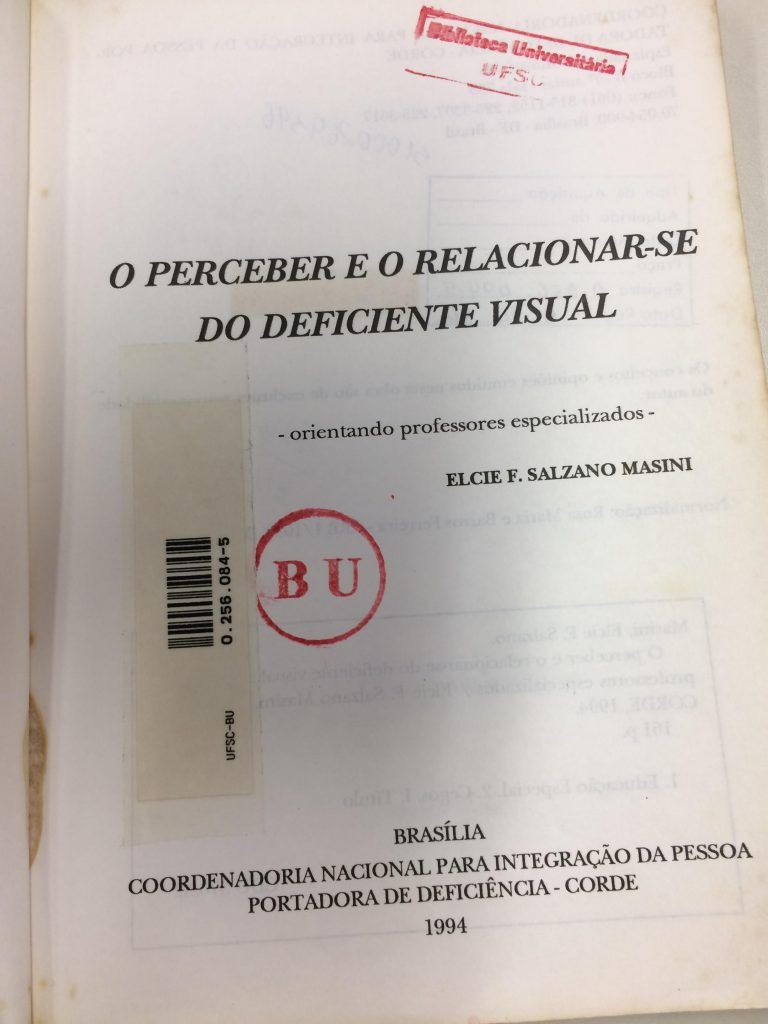 Biblioteca Universitária
UFSC
O PERCEBER E O RELACIONAR-SE
DO DEFICIENTE VISUAL
- orientando professores especializados -
ELCIE F. SALZANO MASINI
0.256.084-5
UFSC-BU
B U
BRASÍLIA
COORDENADORIA NACIONAL PARA INTEGRAÇÃO DA PESSOA
PORTADORA DE DEFICIÊNCIA - CORDE
1994